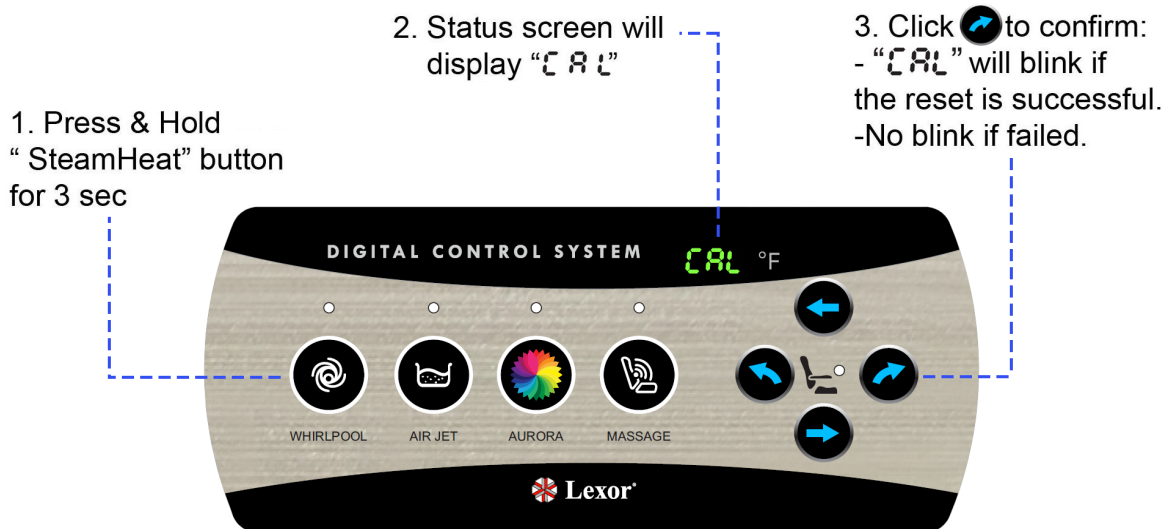 1. Press & Hold
“ SteamHeat” button
for 3 sec
2. Status screen will
display “CAL”
3. Click to confirm:
- “CAL” will blink if
the reset is successful.
-No blink if failed.
DIGITAL CONTROL SYSTEM
CAL °F
WHIRLPOOL
AIR JET
AURORA
MASSAGE
Lexor